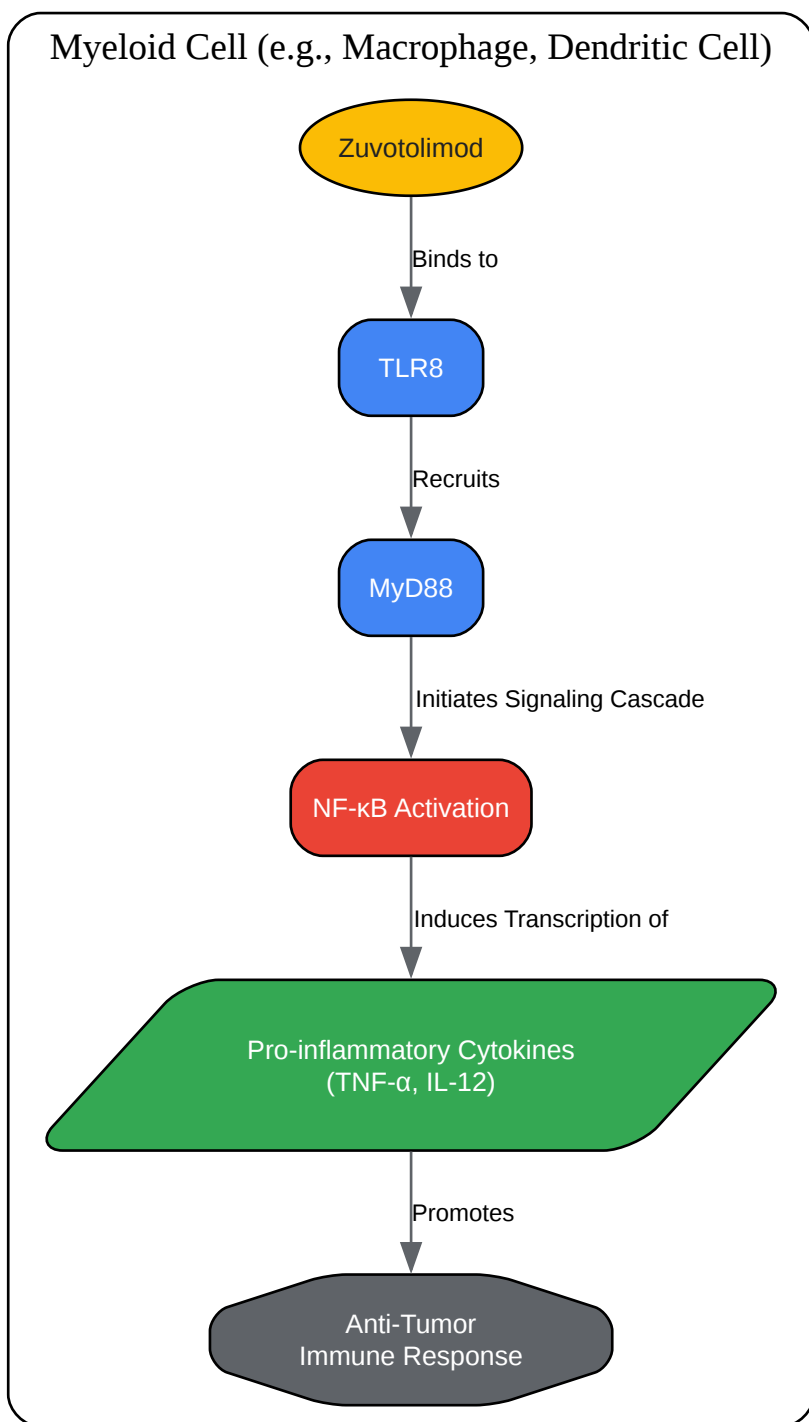 Myeloid Cell (e.g., Macrophage, Dendritic Cell)
Zuvotolimod
Binds to
TLR8
Recruits
MyD88
Initiates Signaling Cascade
NF-κB Activation
Induces Transcription of
Pro-inflammatory Cytokines
(TNF-α, IL-12)
Promotes
Anti-Tumor
Immune Response